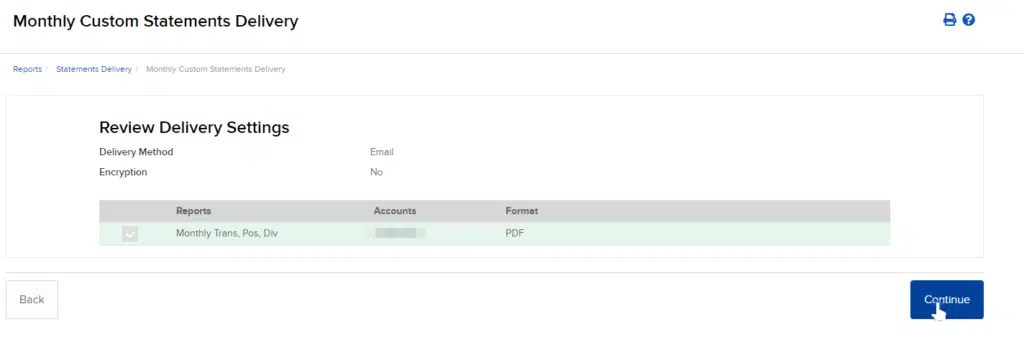 Monthly Custom Statements Delivery
Reports / Statements Delivery / Monthly Custom Statements Delivery
Review Delivery Settings
Delivery Method Email
Encryption No
Reports Accounts Format
Monthly Trans, Pos, Div PDF
Back Continue